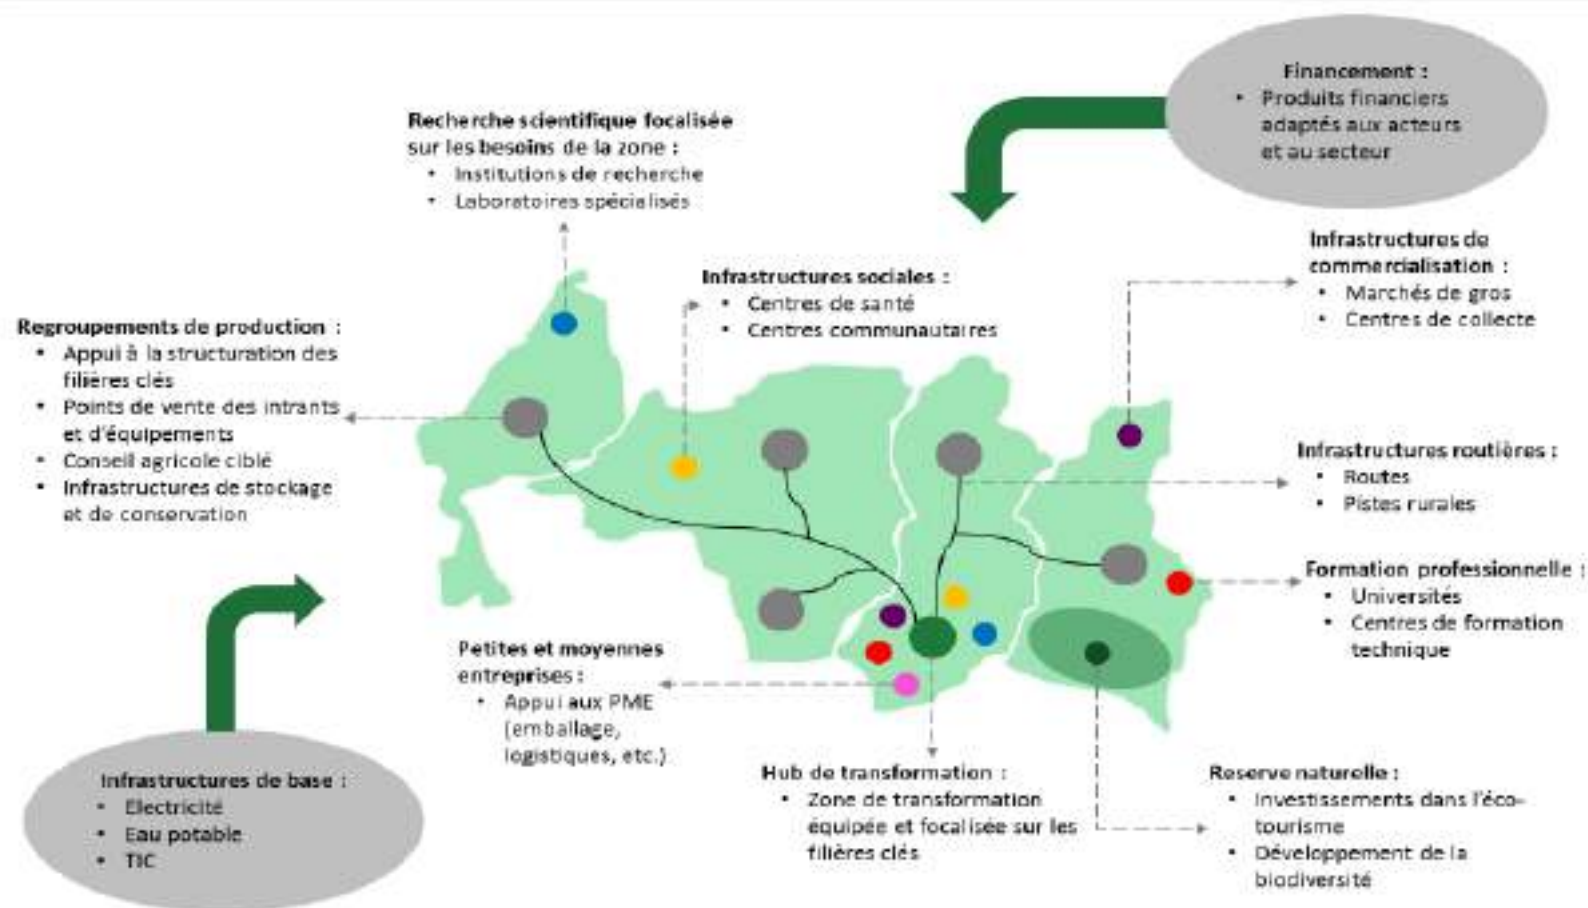 Financement :
• Produits financiers
adaptés aux acteurs
et au secteur
Recherche scientifique focalisée
sur les besoins de la zone :
• Institutions de recherche
• Laboratoires spécialisés
Infrastructures de
commercialisation :
• Marchés de gros
• Centres de collecte
Infrastructures sociales :
• Centres de santé
• Centres communautaires
Regroupements de production :
• Appui à la structuration des
filières clés
• Points de vente des intrants
et d'équipements
• Conseil agricole ciblé
• Infrastructures de stockage
et de conservation
Infrastructures routières :
• Routes
• Pistes rurales
Formation professionnelle :
• Universités
• Centres de formation
technique
Petites et moyennes
entreprises :
• Appui aux PME
(emballage,
logistiques, etc.)
Infrastructures de base :
• Electricité
• Eau potable
• TIC
Hub de transformation :
• Zone de transformation
équipée et focalisée sur les
filières clés
Reserve naturelle :
• Investissements dans l'éco-
tourisme
• Développement de la
biodiversité